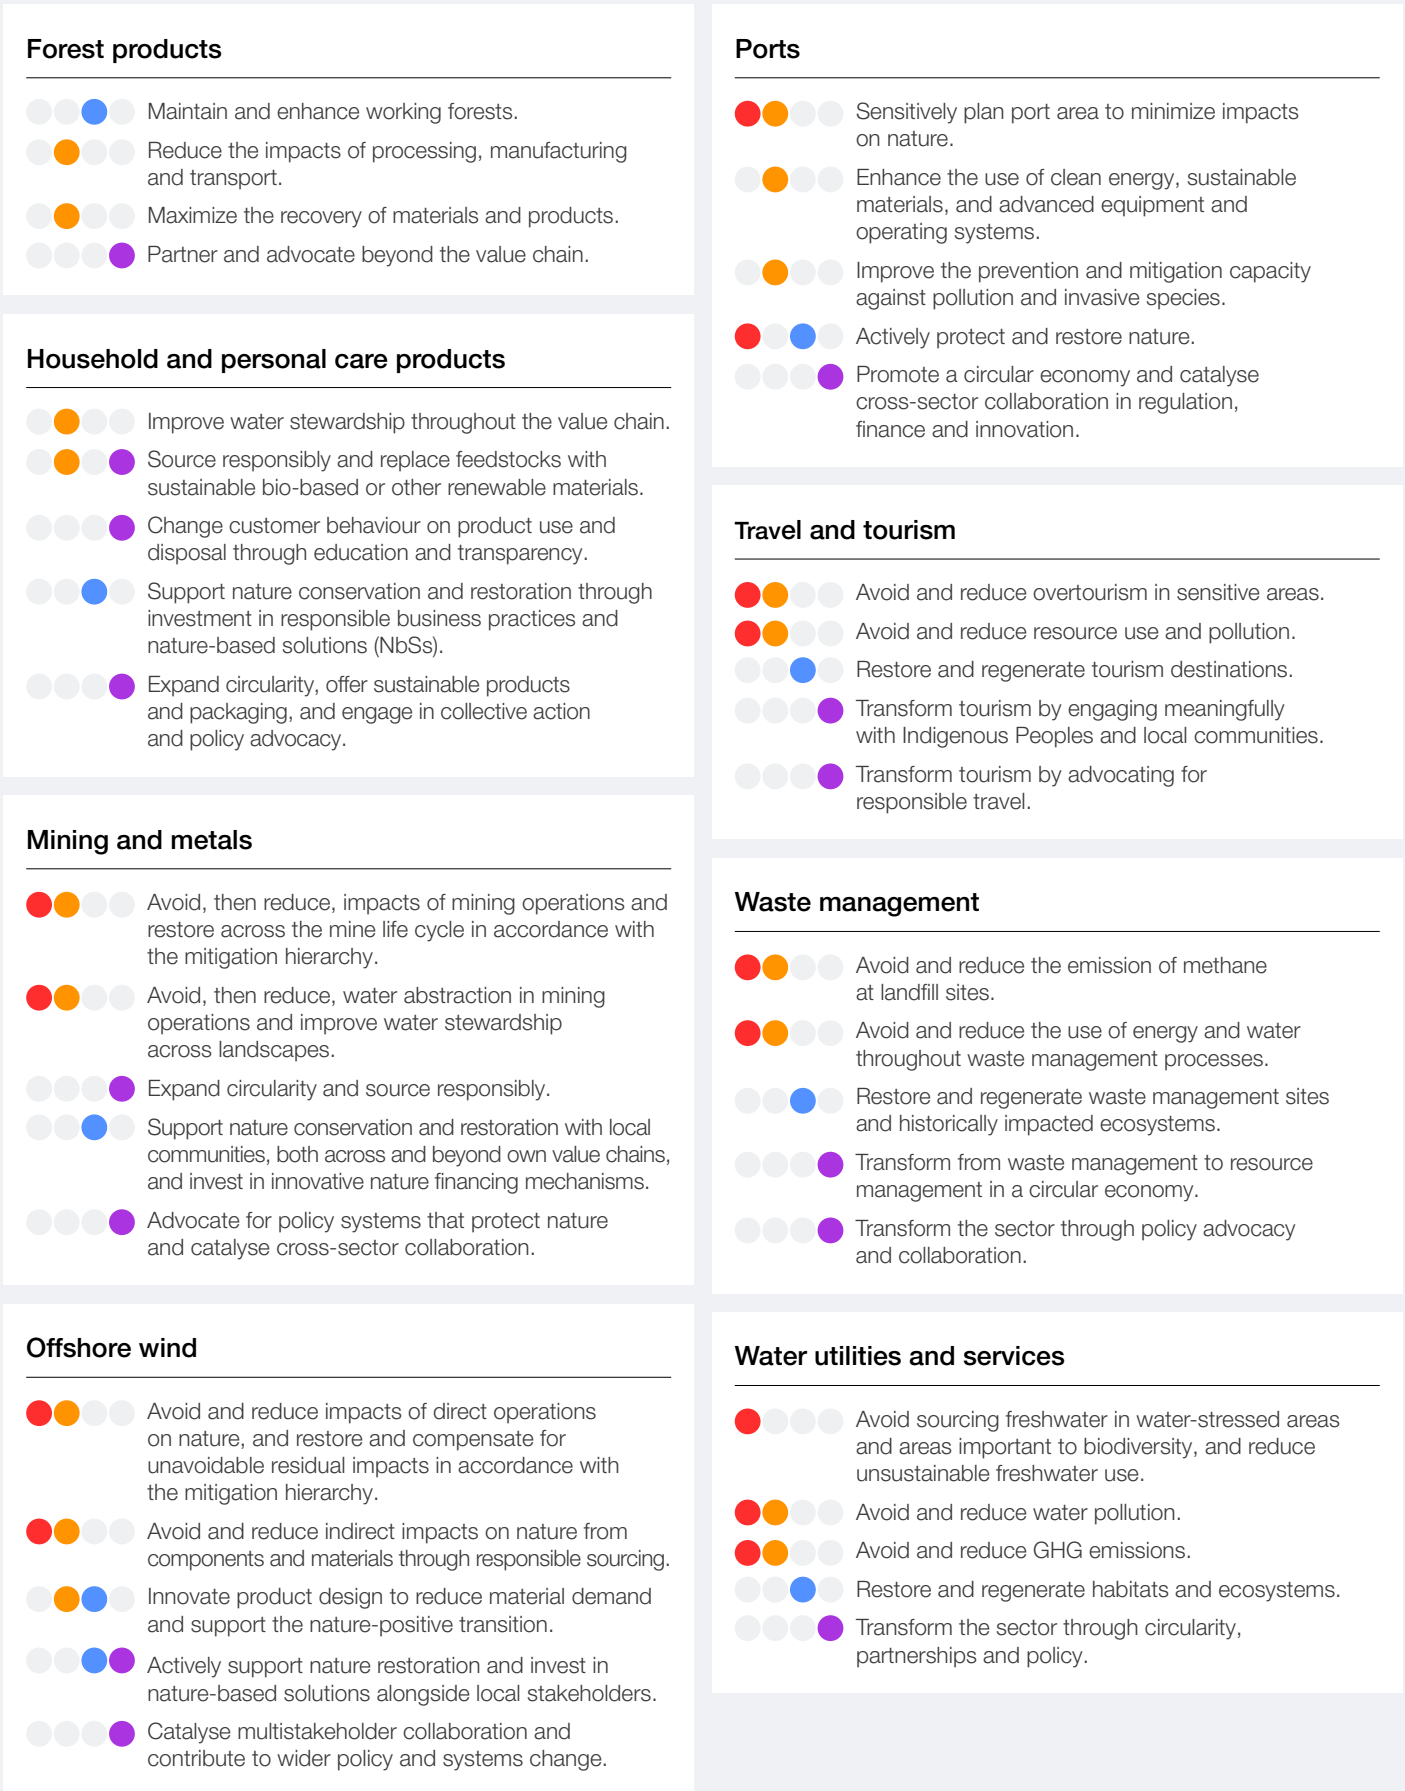 Forest products
Maintain and enhance working forests.
Reduce the impacts of processing, manufacturing
and transport.
Maximize the recovery of materials and products.
Partner and advocate beyond the value chain.
Household and personal care products
Improve water stewardship throughout the value chain.
Source responsibly and replace feedstocks with
sustainable bio-based or other renewable materials.
Change customer behaviour on product use and
disposal through education and transparency.
Support nature conservation and restoration through
investment in responsible business practices and
nature-based solutions (NbSs).
Expand circularity, offer sustainable products
and packaging, and engage in collective action
and policy advocacy.
Mining and metals
Avoid, then reduce, impacts of mining operations and
restore across the mine life cycle in accordance with
the mitigation hierarchy.
Avoid, then reduce, water abstraction in mining
operations and improve water stewardship
across landscapes.
Expand circularity and source responsibly.
Support nature conservation and restoration with local
communities, both across and beyond own value chains,
and invest in innovative nature financing mechanisms.
Advocate for policy systems that protect nature
and catalyse cross-sector collaboration.
Offshore wind
Avoid and reduce impacts of direct operations
on nature, and restore and compensate for
unavoidable residual impacts in accordance with
the mitigation hierarchy.
Avoid and reduce indirect impacts on nature from
components and materials through responsible sourcing.
Innovate product design to reduce material demand
and support the nature-positive transition.
Actively support nature restoration and invest in
nature-based solutions alongside local stakeholders.
Catalyse multistakeholder collaboration and
contribute to wider policy and systems change.
Ports
Sensitively plan port area to minimize impacts
on nature.
Enhance the use of clean energy, sustainable
materials, and advanced equipment and
operating systems.
Improve the prevention and mitigation capacity
against pollution and invasive species.
Actively protect and restore nature.
Promote a circular economy and catalyse
cross-sector collaboration in regulation,
finance and innovation.
Travel and tourism
Avoid and reduce overtourism in sensitive areas.
Avoid and reduce resource use and pollution.
Restore and regenerate tourism destinations.
Transform tourism by engaging meaningfully
with Indigenous Peoples and local communities.
Transform tourism by advocating for
responsible travel.
Waste management
Avoid and reduce the emission of methane
at landfill sites.
Avoid and reduce the use of energy and water
throughout waste management processes.
Restore and regenerate waste management sites
and historically impacted ecosystems.
Transform from waste management to resource
management in a circular economy.
Transform the sector through policy advocacy
and collaboration.
Water utilities and services
Avoid sourcing freshwater in water-stressed areas
and areas important to biodiversity, and reduce
unsustainable freshwater use.
Avoid and reduce water pollution.
Avoid and reduce GHG emissions.
Restore and regenerate habitats and ecosystems.
Transform the sector through circularity,
partnerships and policy.